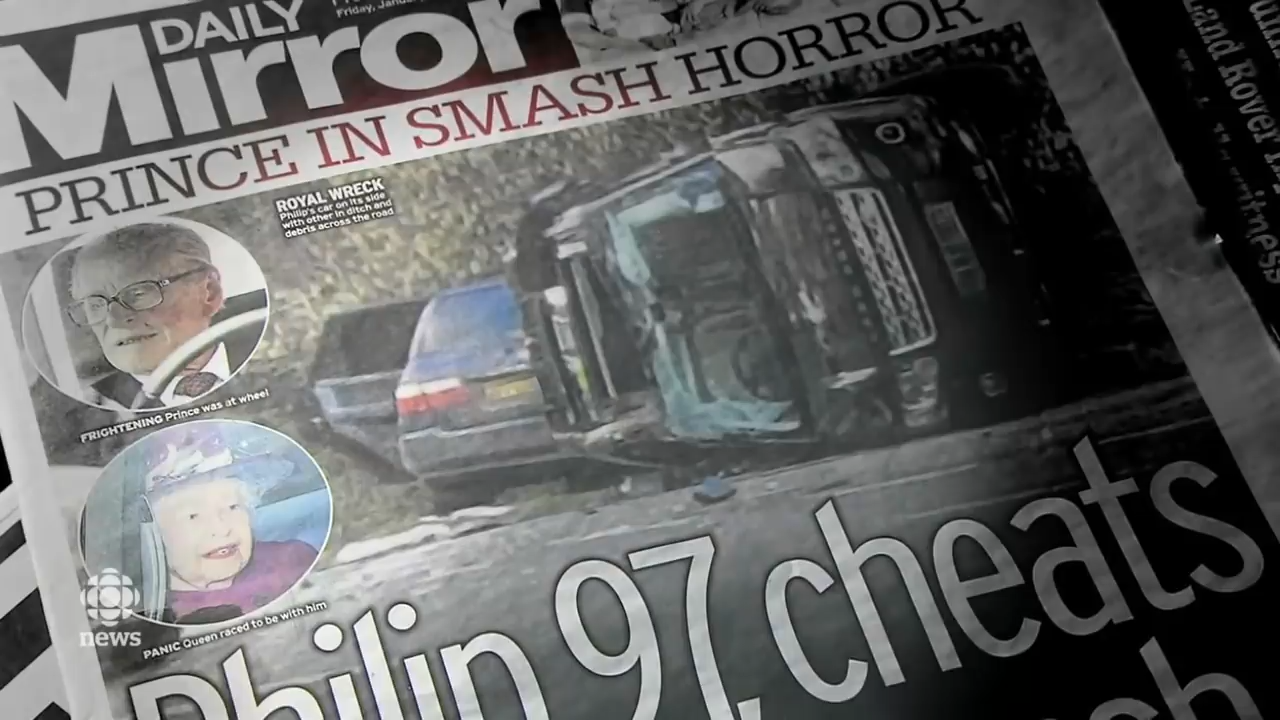 DAILY
Friday,
Mirror
PRINCE IN SMASH HORROR
ROYAL WRECK
Philip's car on its side
with other in ditch and
debris across the road
FRIGHTENING Prince was at wheel
PANIC Queen raced to be with him
Philip 97, cheats
Land Rover
news